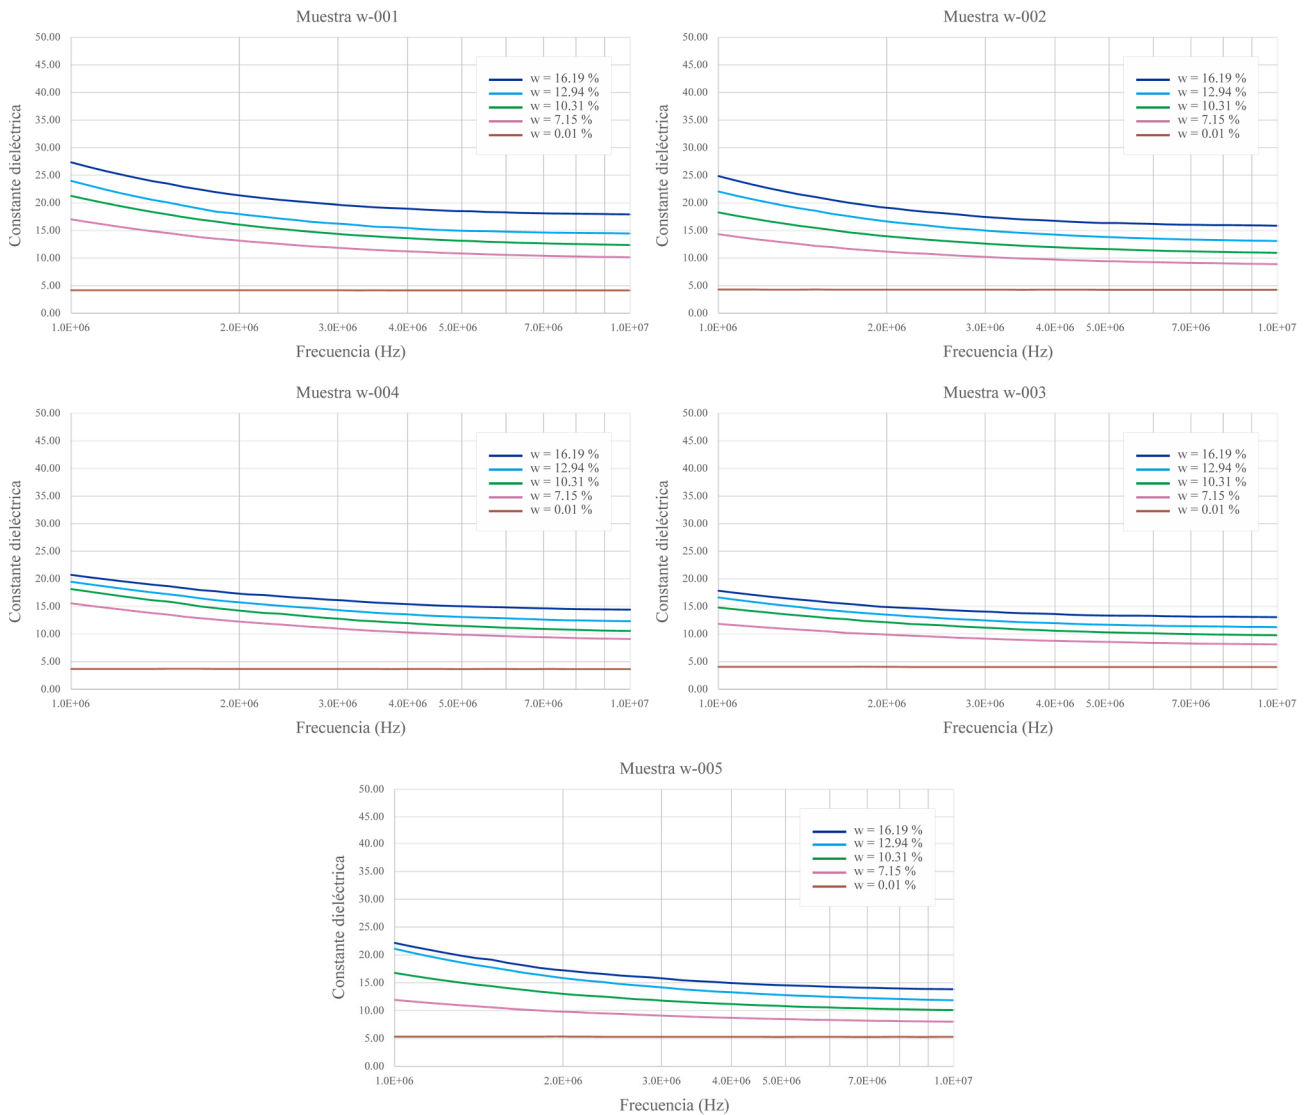 Muestra w-001
Constante dieléctrica
50.00
45.00
40.00
35.00
30.00
25.00
20.00
15.00
10.00
5.00
0.00
w = 16.19 %
w = 12.94 %
w = 10.31 %
w = 7.15 %
w = 0.01 %
1.0E+06 2.0E+06 3.0E+06 4.0E+06 5.0E+06 7.0E+06 1.0E+07
Frecuencia (Hz)
Muestra w-002
Constante dieléctrica
50.00
45.00
40.00
35.00
30.00
25.00
20.00
15.00
10.00
5.00
0.00
w = 16.19 %
w = 12.94 %
w = 10.31 %
w = 7.15 %
w = 0.01 %
1.0E+06 2.0E+06 3.0E+06 4.0E+06 5.0E+06 7.0E+06 1.0E+07
Frecuencia (Hz)
Muestra w-004
Constante dieléctrica
50.00
45.00
40.00
35.00
30.00
25.00
20.00
15.00
10.00
5.00
0.00
w = 16.19 %
w = 12.94 %
w = 10.31 %
w = 7.15 %
w = 0.01 %
1.0E+06 2.0E+06 3.0E+06 4.0E+06 5.0E+06 7.0E+06 1.0E+07
Frecuencia (Hz)
Muestra w-003
Constante dieléctrica
50.00
45.00
40.00
35.00
30.00
25.00
20.00
15.00
10.00
5.00
0.00
w = 16.19 %
w = 12.94 %
w = 10.31 %
w = 7.15 %
w = 0.01 %
1.0E+06 2.0E+06 3.0E+06 4.0E+06 5.0E+06 7.0E+06 1.0E+07
Frecuencia (Hz)
Muestra w-005
Constante dieléctrica
50.00
45.00
40.00
35.00
30.00
25.00
20.00
15.00
10.00
5.00
0.00
w = 16.19 %
w = 12.94 %
w = 10.31 %
w = 7.15 %
w = 0.01 %
1.0E+06 2.0E+06 3.0E+06 4.0E+06 5.0E+06 7.0E+06 1.0E+07
Frecuencia (Hz)